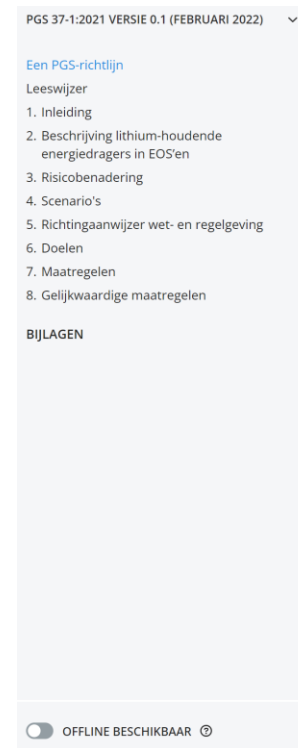 PGS 37-1:2021 VERSIE 0.1 (FEBRUARI 2022)
Een PGS-richtlijn
Leeswijzer
1. Inleiding
2. Beschrijving lithium-houdende
energiedragers in EOS'en
3. Risicobenadering
4. Scenario's
5. Richtingaanwijzer wet- en regelgeving
6. Doelen
7. Maatregelen
8. Gelijkwaardige maatregelen
BIJLAGEN
OFFLINE BESCHIKBAAR ?